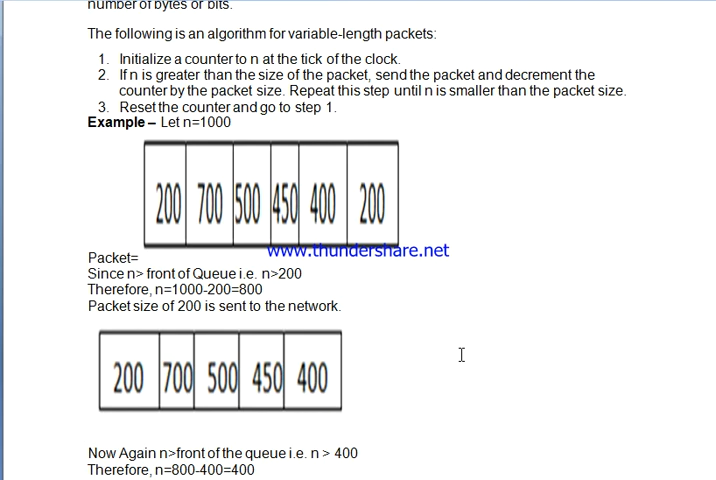 number of bytes or bits.
The following is an algorithm for variable-length packets:
1. Initialize a counter to n at the tick of the clock.
2. If n is greater than the size of the packet, send the packet and decrement the
counter by the packet size. Repeat this step until n is smaller than the packet size.
3. Reset the counter and go to step 1.
Example – Let n=1000
200 700 500 450 400 200
www.thundershare.net
Packet=
Since n> front of Queue i.e. n>200
Therefore, n=1000-200=800
Packet size of 200 is sent to the network.
200 700 500 450 400
Now Again n>front of the queue i.e. n > 400
Therefore, n=800-400=400